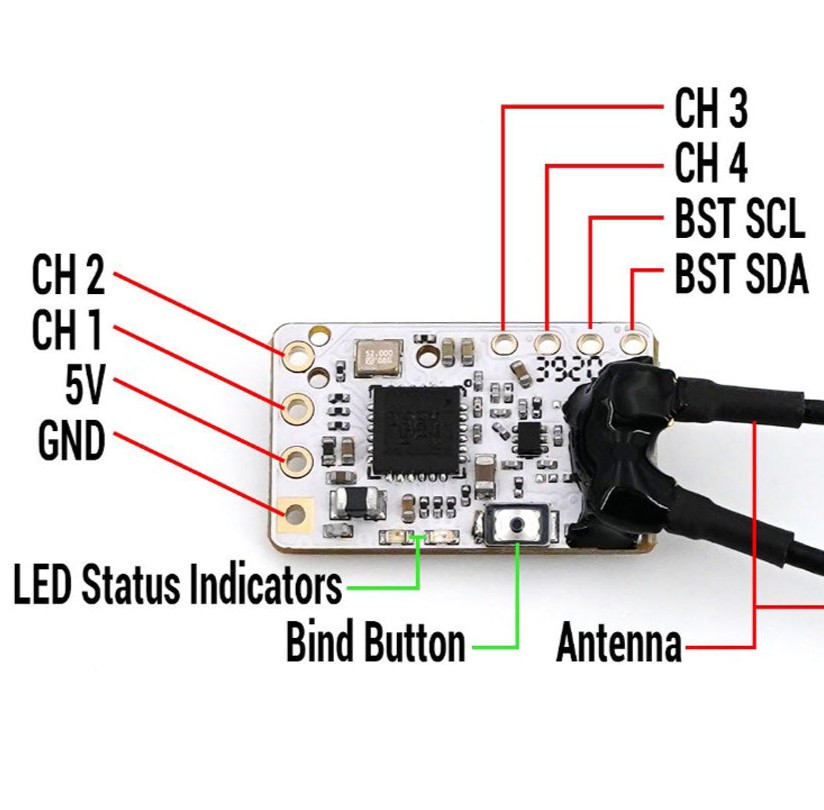 CH 3
CH 4
BST SCL
BST SDA
CH 2
CH 1
5V
GND
3920
LED Status Indicators
Bind Button
Antenna